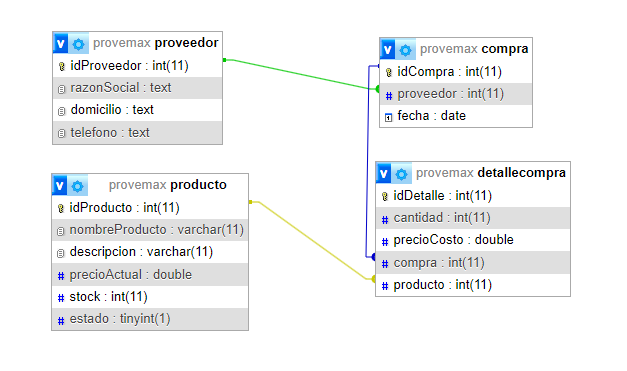 provemax proveedor
idProveedor : int(11)
razonSocial : text
domicilio : text
telefono : text
provemax compra
idCompra : int(11)
proveedor : int(11)
fecha : date
provemax producto
idProducto : int(11)
nombreProducto : varchar(11)
descripcion : varchar(11)
precioActual : double
stock : int(11)
estado : tinyint(1)
provemax detallecompra
idDetalle : int(11)
cantidad : int(11)
precioCosto : double
compra : int(11)
producto : int(11)